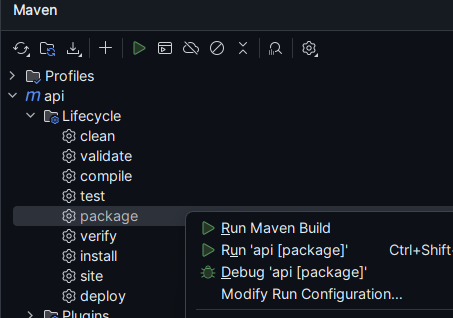 Maven
Profiles
m api
Lifecycle
clean
validate
compile
test
package
Run Maven Build
verify
Run 'api [package]' Ctrl+Shift-
install
Debug 'api [package]'
site
Modify Run Configuration...
deploy
Plugins